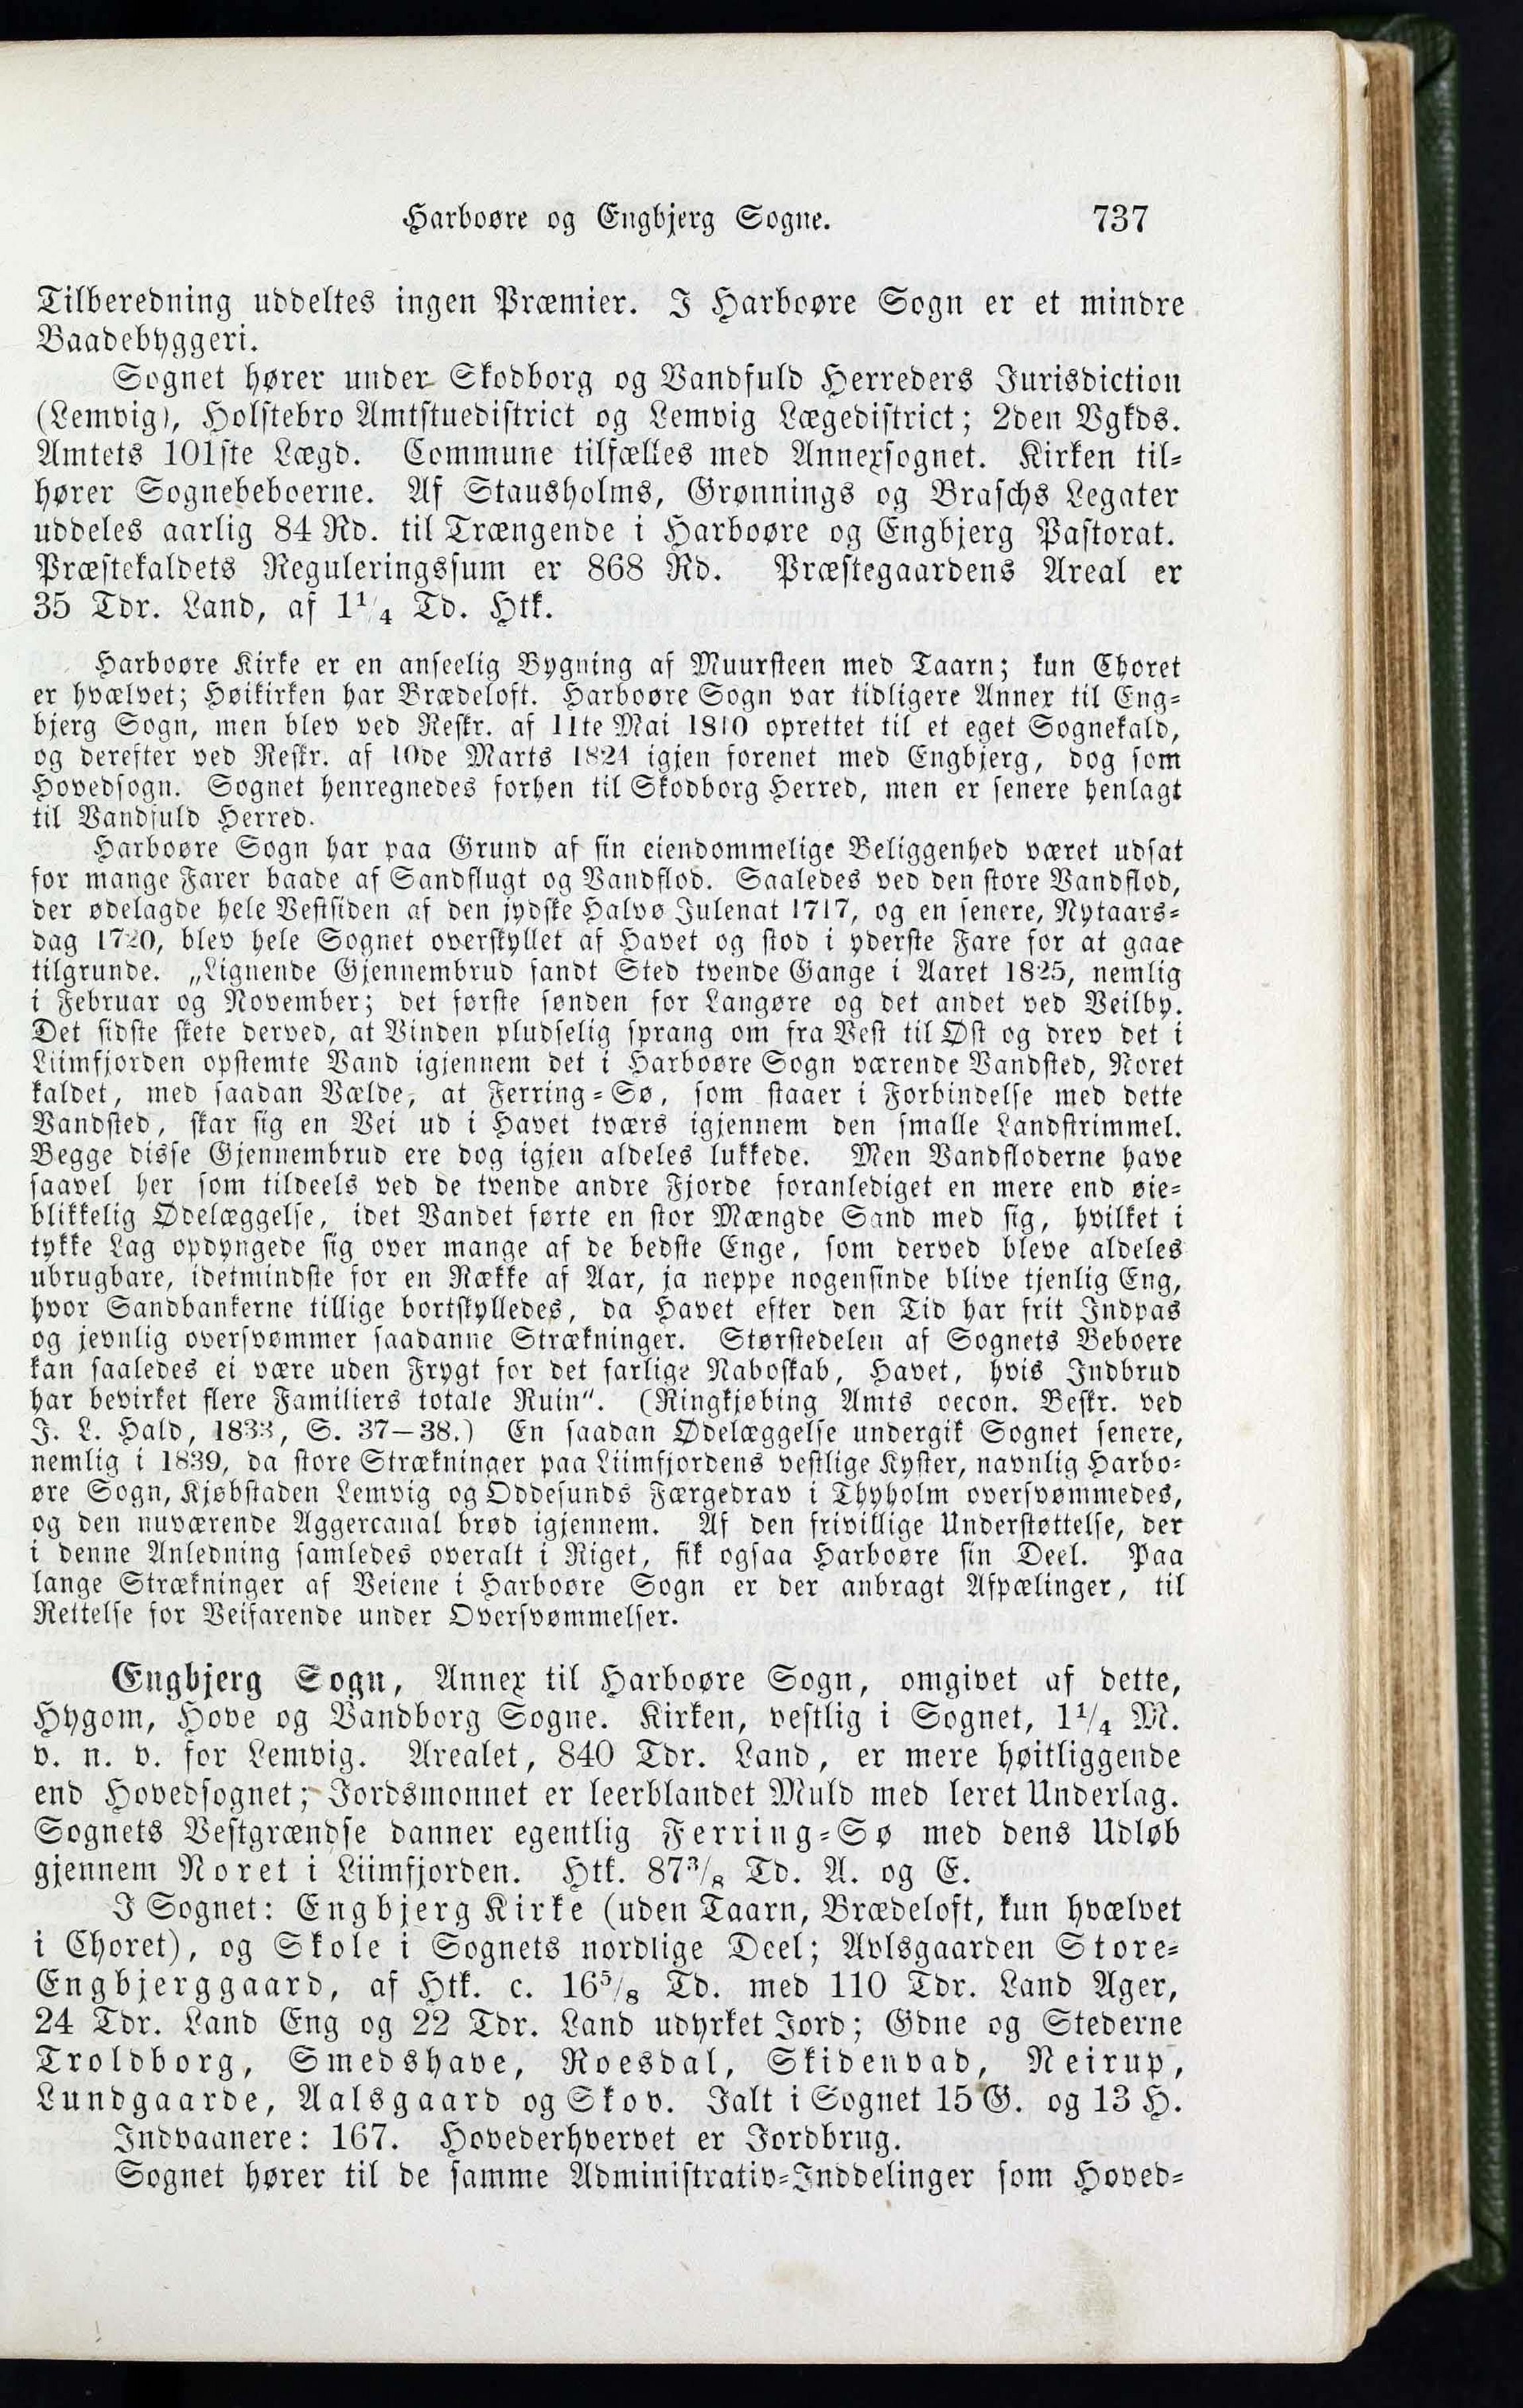 Harboøre og Engbjerg Sogne. 737
Tilberedning uddeltes ingen Præmier. I Harboøre Sogn er et mindre
Baadebyggeri.
Sognet hører under Skodborg og Vandfuld Herreders Jurisdiction
(Lemvig), Holstebro Amtstuedistrict og Lemvig Lægedistrict; 2den Vgkds.
Amtets 101ste Lægd. Commune tilfælles med Annexsognet. Kirken til-
hører Sognebeboerne. Af Stausholms, Grønnings og Braschs Legater
uddeles aarlig 84 Rd. til Trængende i Harboøre og Engbjerg Pastorat.
Præstekaldets Reguleringssum er 868 Rd. Præstegaardens Areal er
35 Tdr. Land, af 1 1/4 Td. Htk.
Harboøre Kirke er en anseelig Bygning af Muursteen med Taarn; kun Choret
er hvælvet; Høikirken har Brædeloft. Harboøre Sogn var tidligere Annex til Eng-
bjerg Sogn, men blev ved Reskr. af 11te Mai 1810 oprettet til et eget Sognekald,
og derefter ved Reskr. af 10de Marts 1824 igjen forenet med Engbjerg, dog som
Hovedsogn. Sognet henregnedes forhen til Skodborg Herred, men er senere henlagt
til Vandfuld Herred.
Harboøre Sogn har paa Grund af sin eiendommelige Beliggenhed været udsat
for mange Farer baade af Sandflugt og Vandflod. Saaledes ved den store Vandflod,
der ødelagde hele Vestsiden af den jydske Halvø Julenat 1717, og en senere, Nytaars-
dag 1720, blev hele Sognet overskyllet af Havet og stod i yderste Fare for at gaae
tilgrunde. „Lignende Gjennembrud fandt Sted tvende Gange i Aaret 1825, nemlig
i Februar og November; det første sønden for Langøre og det andet ved Veilby.
Det sidste skete derved, at Vinden pludselig sprang om fra Vest til Øst og drev det i
Liimfjorden opstemte Vand igjennem det i Harboøre Sogn værende Vandsted, Noret
kaldet, med saadan Vælde, at Ferring-Sø, som staaer i Forbindelse med dette
Vandsted, skar sig en Vei ud i Havet tværs igjennem den smalle Landstrimmel.
Begge disse Gjennembrud ere dog igjen aldeles lukkede. Men Vandfloderne have
saavel her som tildeels ved de tvende andre Fjorde foranlediget en mere end øie-
blikkelig Ødelæggelse, idet Vandet førte en stor Mængde Sand med sig, hvilket i
tykke Lag opdyngede sig over mange af de bedste Enge, som derved bleve aldeles
ubrugbare, idetmindste for en Række af Aar, ja neppe nogensinde blive tjenlig Eng,
hvor Sandbankerne tillige bortskylledes, da Havet efter den Tid har frit Indpas
og jevnlig oversvømmer saadanne Strækninger. Størstedelen af Sognets Beboere
kan saaledes ei være uden Frygt for det farlige Naboskab, Havet, hvis Indbrud
har bevirket flere Familiers totale Ruin“. (Ringkjøbing Amts oecon. Beskr. ved
J. L. Hald, 1833, S. 37—38.) En saadan Ødelæggelse undergik Sognet senere,
nemlig i 1839, da store Strækninger paa Liimfjordens vestlige Kyster, navnlig Harbo-
øre Sogn, Kjøbstaden Lemvig og Oddesunds Færgedrav i Thyholm oversvømmedes,
og den nuværende Aggercanal brød igjennem. Af den frivillige Understøttelse, der
i denne Anledning samledes overalt i Riget, fik ogsaa Harboøre sin Deel. Paa
lange Strækninger af Veiene i Harboøre Sogn er der anbragt Afpælinger, til
Rettelse for Veifarende under Oversvømmelser.
Engbjerg Sogn, Annex til Harboøre Sogn, omgivet af dette,
Hygom, Hove og Vandborg Sogne. Kirken, vestlig i Sognet, 1 1/4 M.
v. n. v. for Lemvig. Arealet, 840 Tdr. Land, er mere høitliggende
end Hovedsognet; Jordsmonnet er leerblandet Muld med leret Underlag.
Sognets Vestgrændse danner egentlig Ferring-Sø med dens Udløb
gjennem Noret i Liimfjorden. Htk. 87 3/8 Td. A. og E.
I Sognet: Engbjerg Kirke (uden Taarn, Brædeloft, kun hvælvet
i Choret), og Skole i Sognets nordlige Deel; Avlsgaarden Store-
Engbjerggaard, af Htk. c. 16 5/8 Td. med 110 Tdr. Land Ager,
24 Tdr. Land Eng og 22 Tdr. Land udyrket Jord; Gdne og Stederne
Troldborg, Smedshave, Roesdal, Skidenvad, Neirup,
Lundgaarde, Aalsgaard og Skov. Ialt i Sognet 15 G. og 13 H.
Indvaanere: 167. Hovederhvervet er Jordbrug.
Sognet hører til de samme Administrativ-Inddelinger som Hoved-